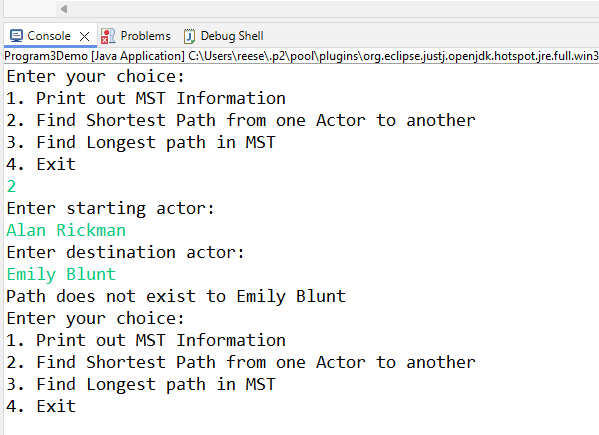 Console Problems Debug Shell
Program3Demo [Java Application] C:\Users\reese\.p2\pool\plugins\org.eclipse.justj.openjdk.hotspot.jre.full.win3
Enter your choice:
1. Print out MST Information
2. Find Shortest Path from one Actor to another
3. Find Longest path in MST
4. Exit
2
Enter starting actor:
Alan Rickman
Enter destination actor:
Emily Blunt
Path does not exist to Emily Blunt
Enter your choice:
1. Print out MST Information
2. Find Shortest Path from one Actor to another
3. Find Longest path in MST
4. Exit